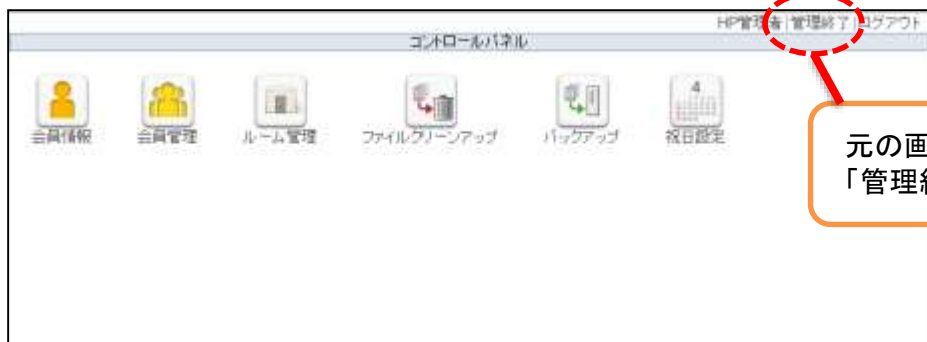 HP管理者|管理終了|ログアウト
コントロールパネル
会員情報 会員管理 ルーム管理 ファイルクリーンアップ バックアップ 祝日設定
4
元の画
「管理